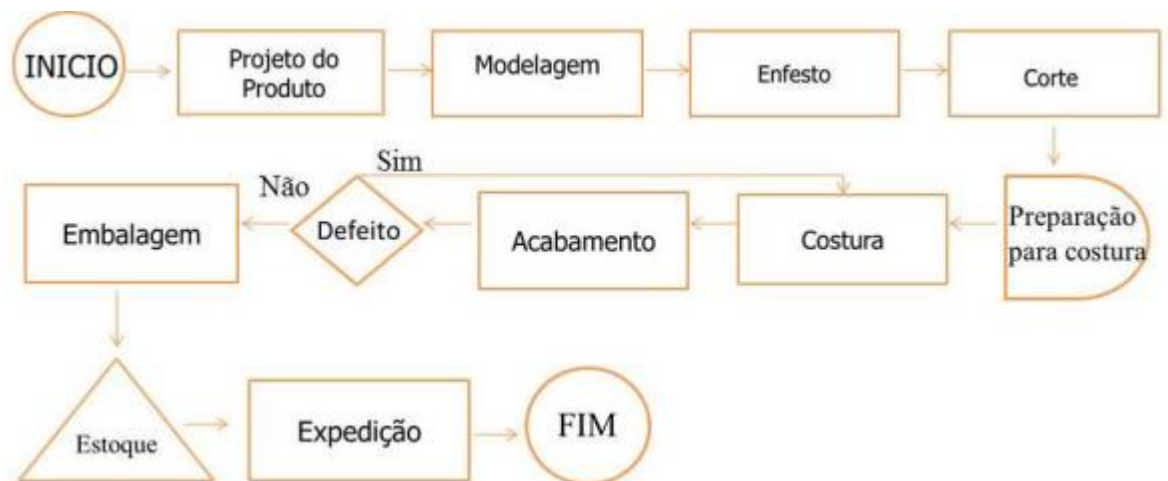 INICIO
Projeto do
Produto
Modelagem
Enfesto
Corte
Preparação
para costura
Costura
Acabamento
Defeito
Sim
Não
Embalagem
Estoque
Expedição
FIM